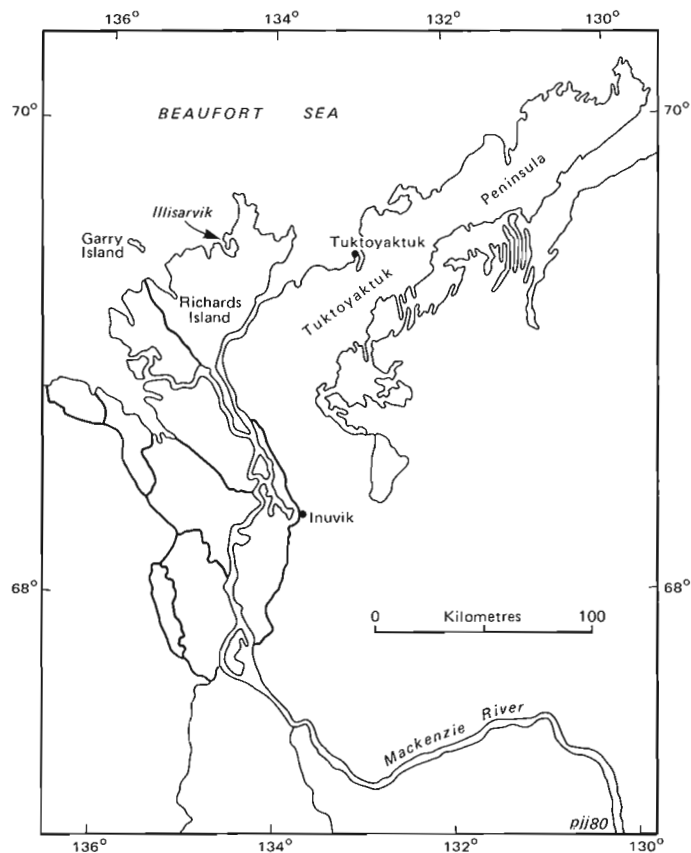 136° 134° 132° 130°
70° 70°
BEAUFORT SEA
Peninsula
Illisarvik
Garry
Island
Tuktoyaktuk
Richards
Island
Tuktoyaktuk
Inuvik
68° 68°
0 Kilometres 100
Mackenzie River
pjj80
136° 134° 132° 130°